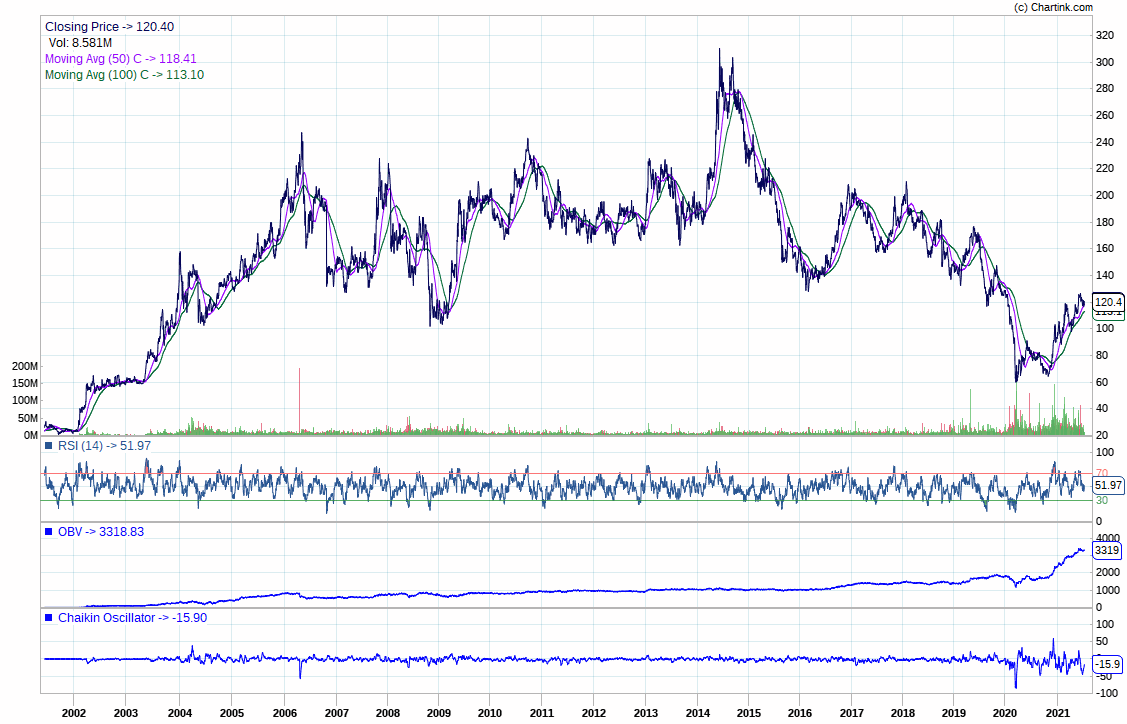 (c) Chartink.com
Closing Price -> 120.40
Vol: 8.581M
Moving Avg (50) C -> 118.41
Moving Avg (100) C -> 113.10
320
300
280
260
240
220
200
180
160
140
120.4
100
80
60
40
20
200M
150M
100M
50M
0M
RSI (14) -> 51.97
100
70
51.97
30
0
OBV -> 3318.83
4000
3319
2000
1000
0
Chaikin Oscillator -> -15.90
100
50
-15.9
-50
-100
2002 2003 2004 2005 2006 2007 2008 2009 2010 2011 2012 2013 2014 2015 2016 2017 2018 2019 2020 2021